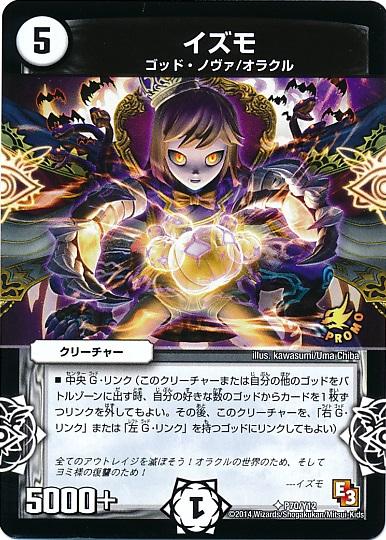 5
イズモ
ゴッド・ノヴァ/オラクル
PROMO
illus. kawasumi/Uma Chiba
クリーチャー
■中央G・リンク(このクリーチャーまたは自分の他のゴッドをバ
トルゾーンに出す時、自分の好きな数のゴッドからカードを1枚ず
つリンクを外してもよい。その後、このクリーチャーを、「右G・
リンク」または「左G・リンク」を持つゴッドにリンクしてもよい。)
全てのアウトレイジを滅ぼそう!オラクルの世界のため、そして
ヨミ様の復讐のため!
---イズモ
5000+
1
E3
P70/Y12
©2014 Wizards/Shogakukan/Mitsui-Kids